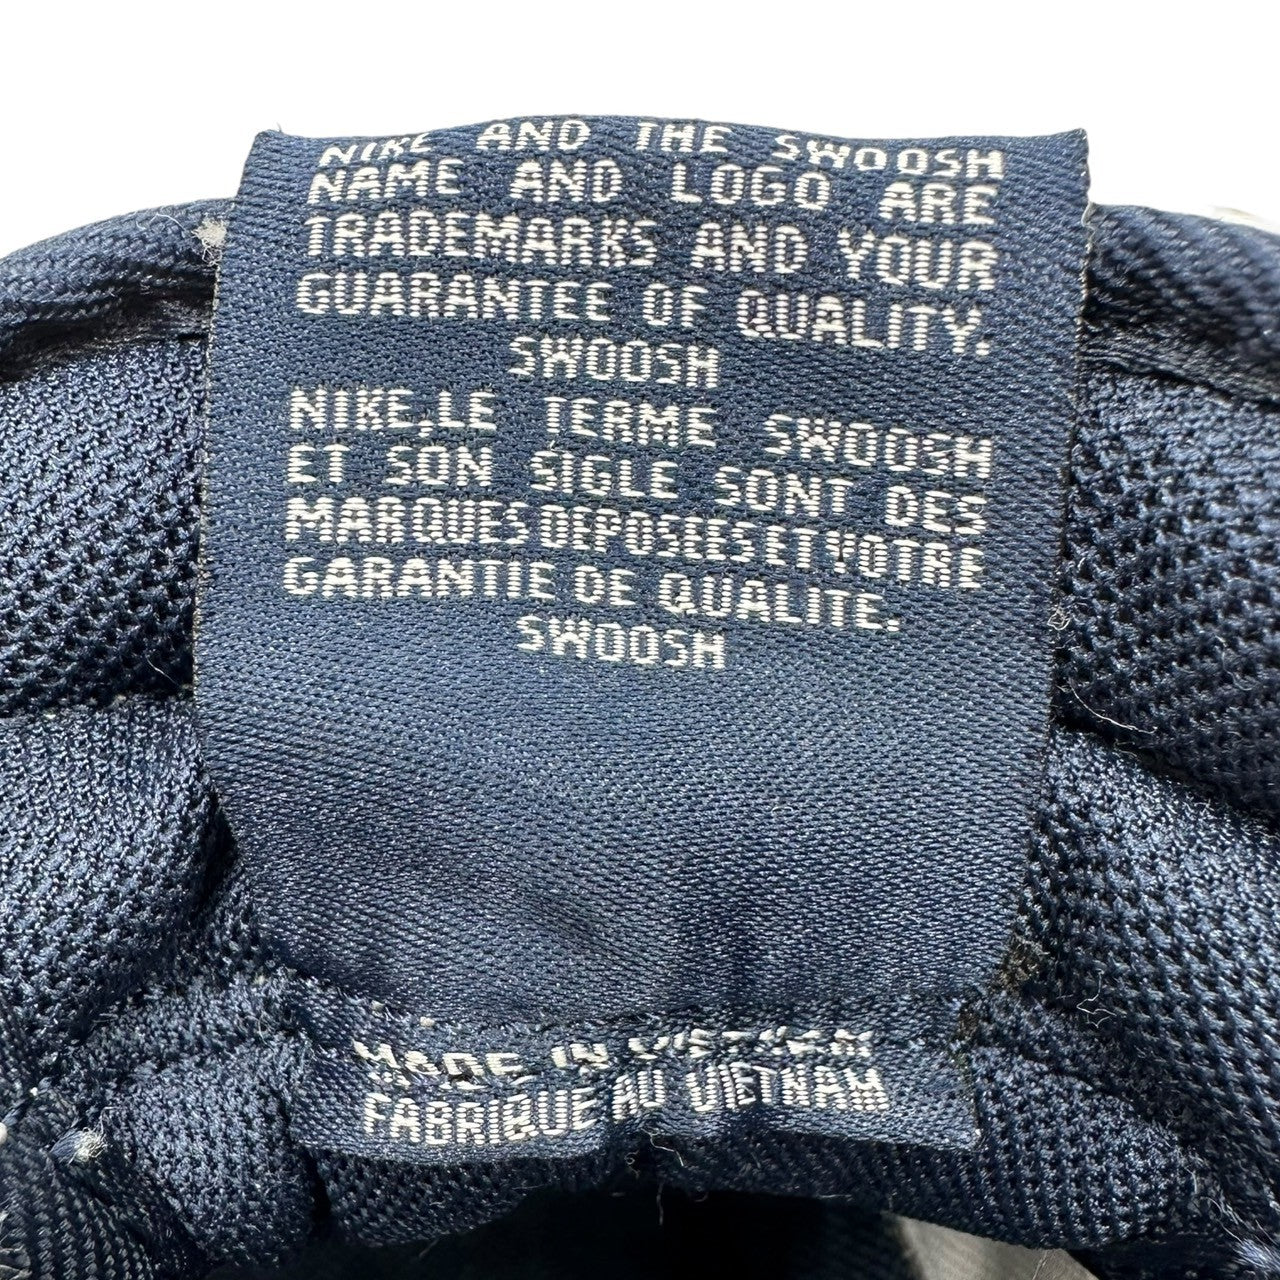 NIKE AND THE SWOOSH
NAME AND LOGO ARE
TRADEMARKS AND YOUR
GUARANTEE OF QUALITY.
SWOOSH
NIKE,LE TERME SWOOSH
ET SON SIGLE SONT DES
MARQUES DEPOSEES ET VOTRE
GARANTIE DE QUALITE.
SWOOSH
MADE IN VIETNAM
FABRIQUE AU VIETNAM